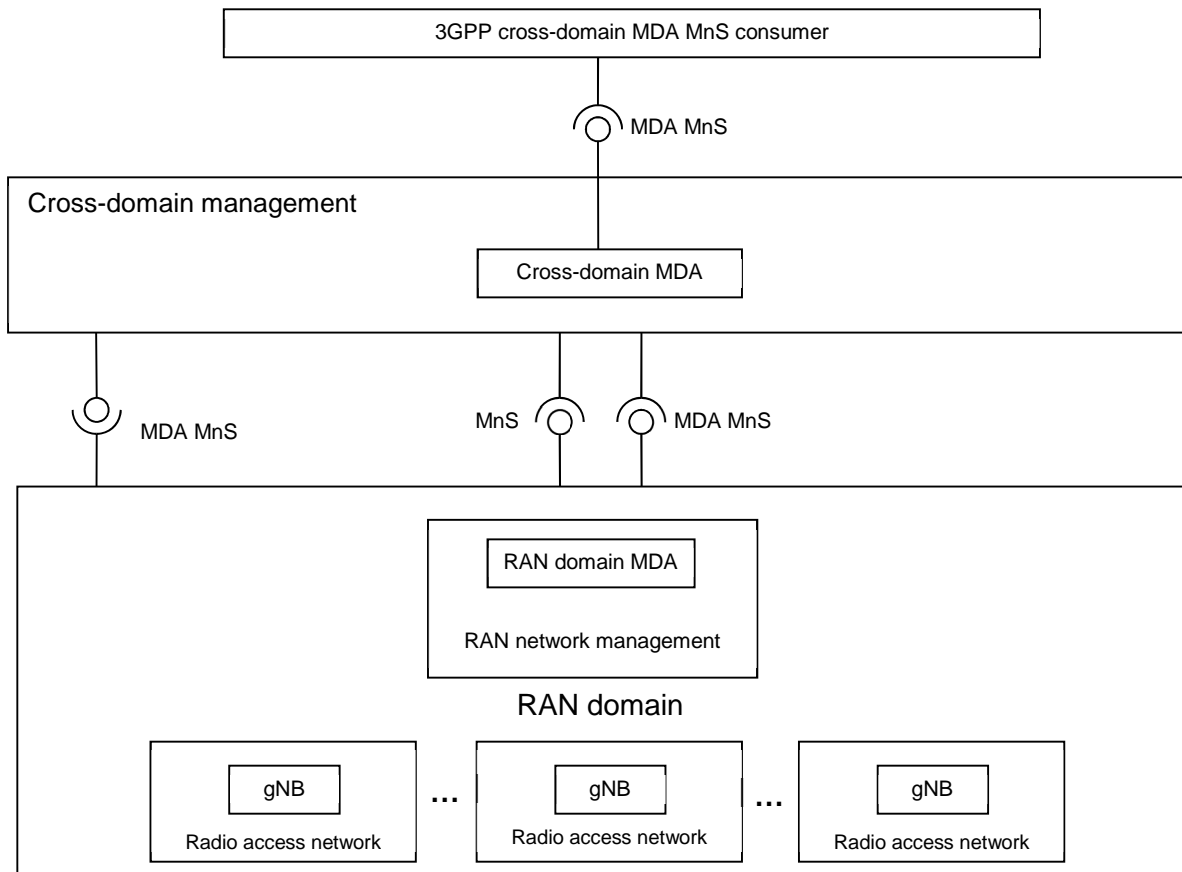 3GPP cross-domain MDA MnS consumer
MDA MnS
Cross-domain management
Cross-domain MDA
MDA MnS
MnS
MDA MnS
RAN domain MDA
RAN network management
RAN domain
gNB
...
gNB
...
gNB
Radio access network
Radio access network
Radio access network